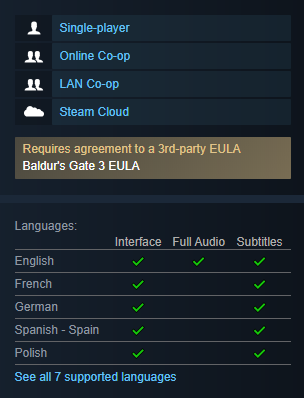 Single-player
Online Co-op
LAN Co-op
Steam Cloud
Requires agreement to a 3rd-party EULA
Baldur's Gate 3 EULA
Languages:
Interface Full Audio Subtitles
English ✓ ✓ ✓
French ✓ ✓
German ✓ ✓
Spanish - Spain ✓ ✓
Polish ✓ ✓
See all 7 supported languages